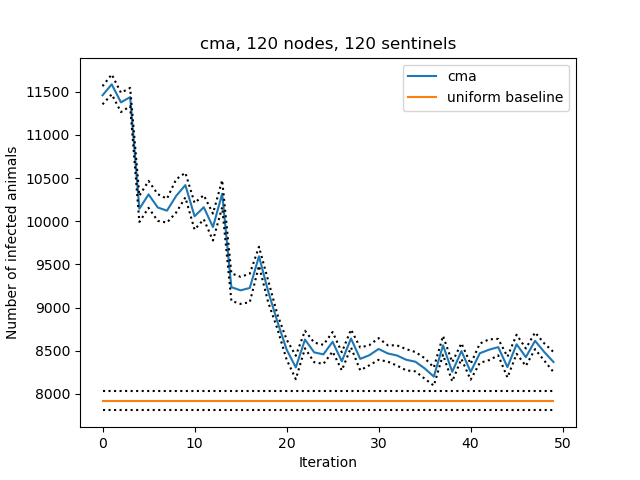 cma, 120 nodes, 120 sentinels
cma
uniform baseline
Number of infected animals
11500
11000
10500
10000
9500
9000
8500
8000
0 10 20 30 40 50
Iteration